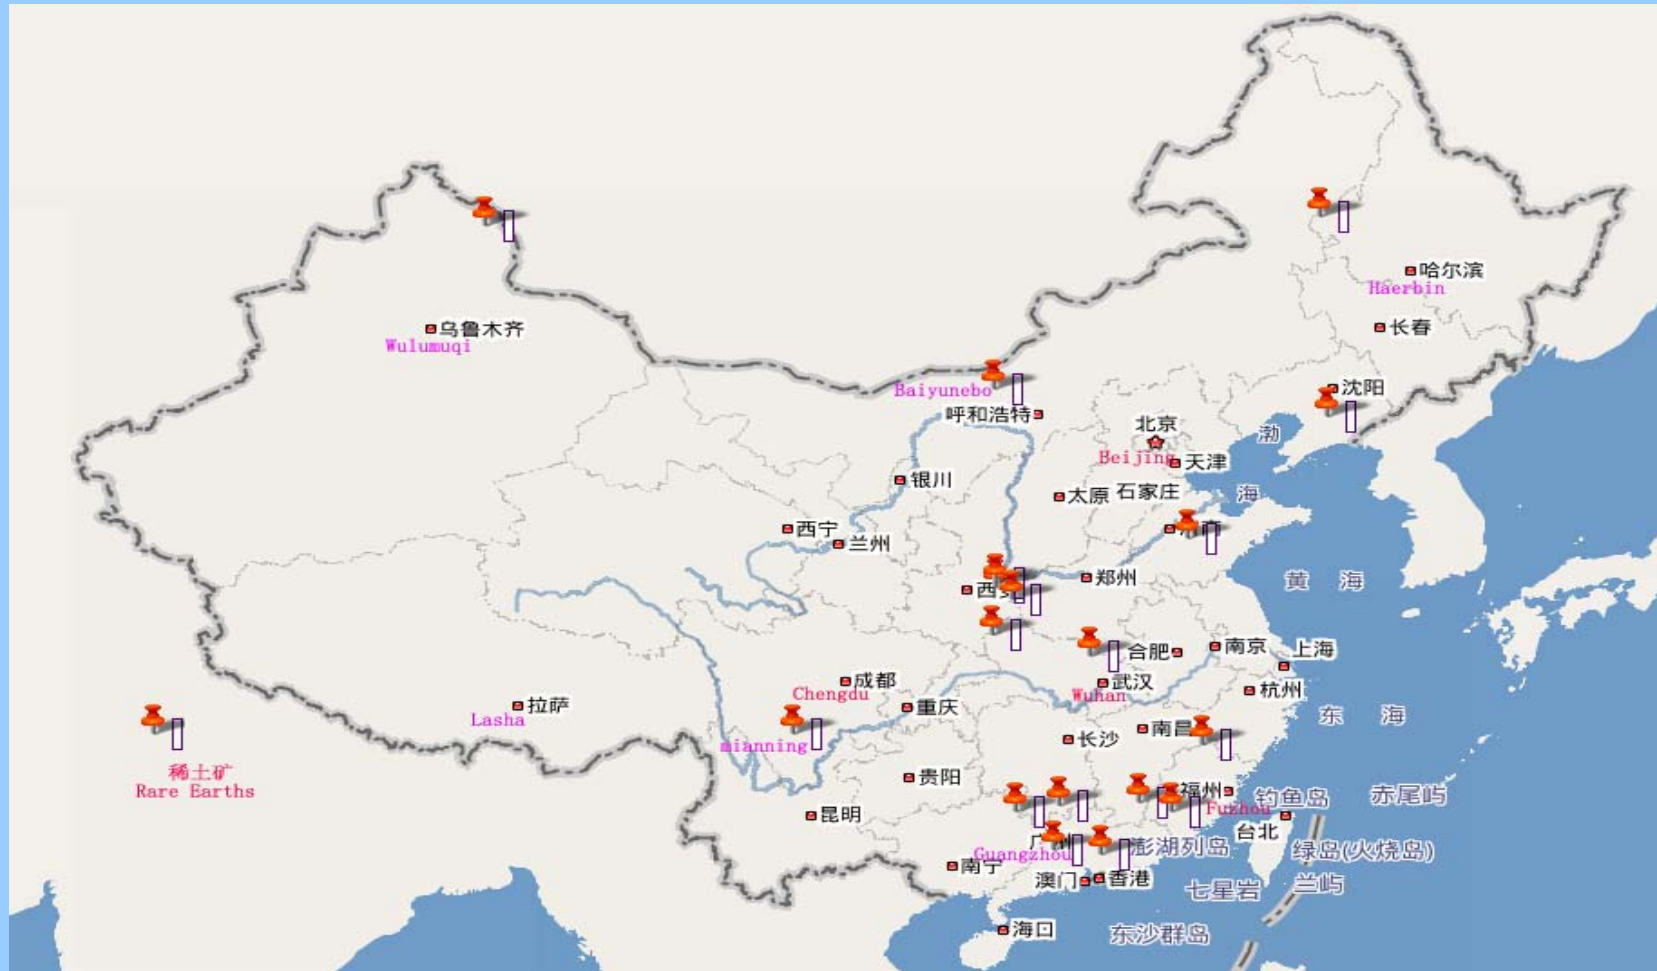 哈尔滨
Haerbin
乌鲁木齐
Wulumuqi
长春
Baiyunebo
沈阳
呼和浩特
北京
渤
Beijing
天津
银川
太原
石家庄
海
西宁
兰州
郑州
黄 海
南京
上海
合肥
成都
Chengdu
武汉
Wuhan
杭州
拉萨
Lasha
重庆
东 海
南昌
长沙
mianning
稀土矿
Rare Earths
贵阳
福州
Fuzhou
钓鱼岛
赤尾屿
昆明
台北
Guangzhou
澎湖列岛
绿岛(火烧岛)
南宁
澳门
香港
七星岩
兰屿
海口
东沙群岛